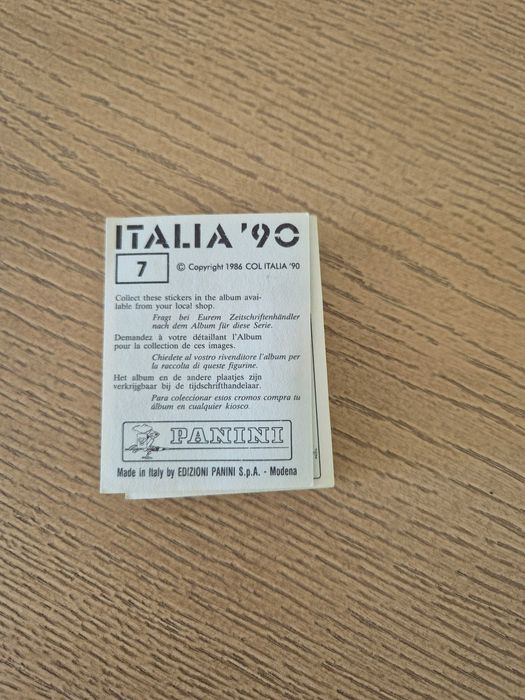 ITALIA '90
7
© Copyright 1986 COL ITALIA '90
Collect these stickers in the album avai-
lable from your local shop.
Fragt bei Eurem Zeitschriftenhändler
nach dem Album für diese Serie.
Demandez à votre détaillant l'Album
pour la collection de ces images.
Chiedete al vostro rivenditore l'album per
la raccolta di queste figurine.
Het album en de andere plaatjes zijn
verkrijgbaar bij de tijdschrifthandelaar.
Para coleccionar estos cromos compra tu
álbum en cualquier kiosco.
PANINI
Made in Italy by EDIZIONI PANINI S.p.A. - Modena